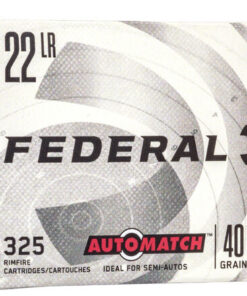 22 LR
FEDERAL
325
RIMFIRE
CARTRIDGES/CARTOUCHES
AUTOMATCH
IDEAL FOR SEMI-AUTOS
40
GRAIN